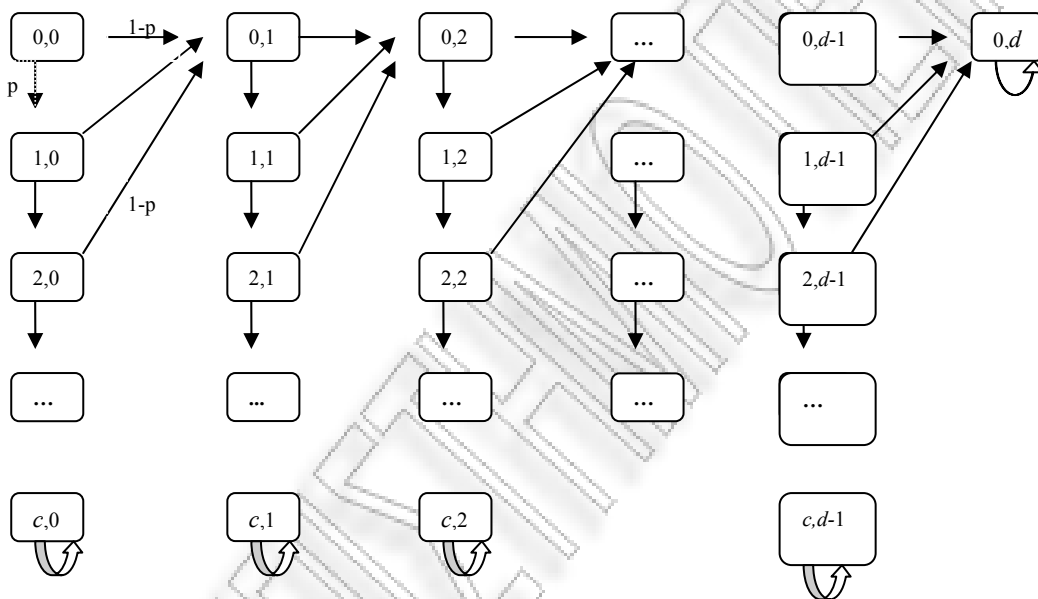 0,0
1-p
0,1
0,2
...
0,d-1
0,d
p
1,0
1,1
1,2
...
1,d-1
1-p
2,0
2,1
2,2
...
2,d-1
...
...
...
...
...
c,0
c,1
c,2
c,d-1